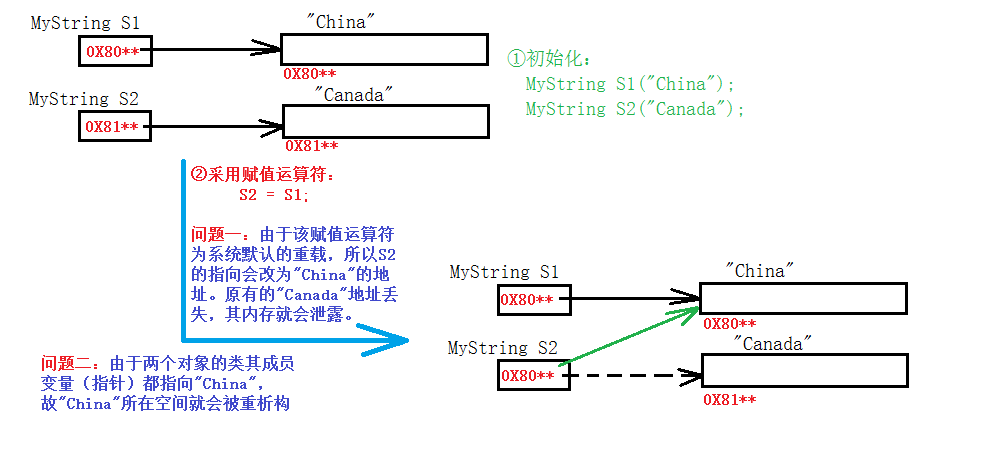 MyString S1
0X80**
"China"
0X80**
MyString S2
0X81**
"Canada"
0X81**
①初始化:
MyString S1("China");
MyString S2("Canada");
②采用赋值运算符:
S2 = S1;
问题一: 由于该赋值运算符
为系统默认的重载, 所以S2
的指向会改为"China"的地
址。原有的"Canada"地址丢
失, 其内存就会泄露。
问题二: 由于两个对象的类其成员
变量 (指针) 都指向"China",
故"China"所在空间就会被重析构
MyString S1
0X80**
"China"
0X80**
MyString S2
0X80**
"Canada"
0X81**